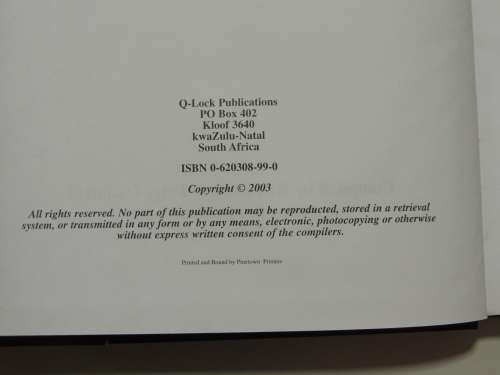 Q-Lock Publications
PO Box 402
Kloof 3640
kwaZulu-Natal
South Africa
ISBN 0-620308-99-0
Copyright © 2003
All rights reserved. No part of this publication may be reproduced, stored in a retrieval
system, or transmitted in any form or by any means, electronic, photocopying or otherwise
without express written consent of the compilers.
Printed and Bound by Pinetown Printers